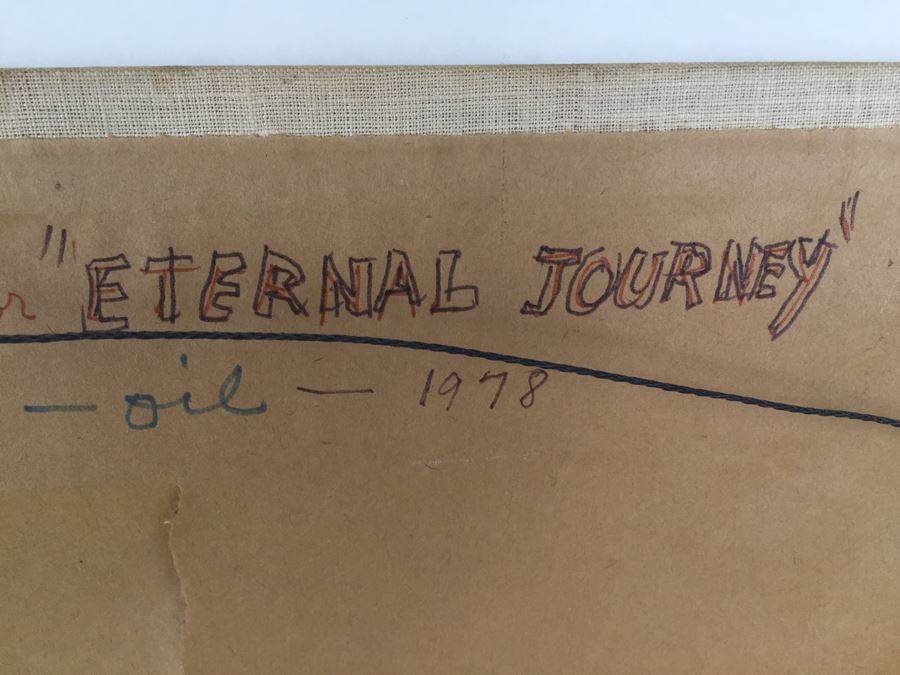 "ETERNAL JOURNEY"
— oil — 1978